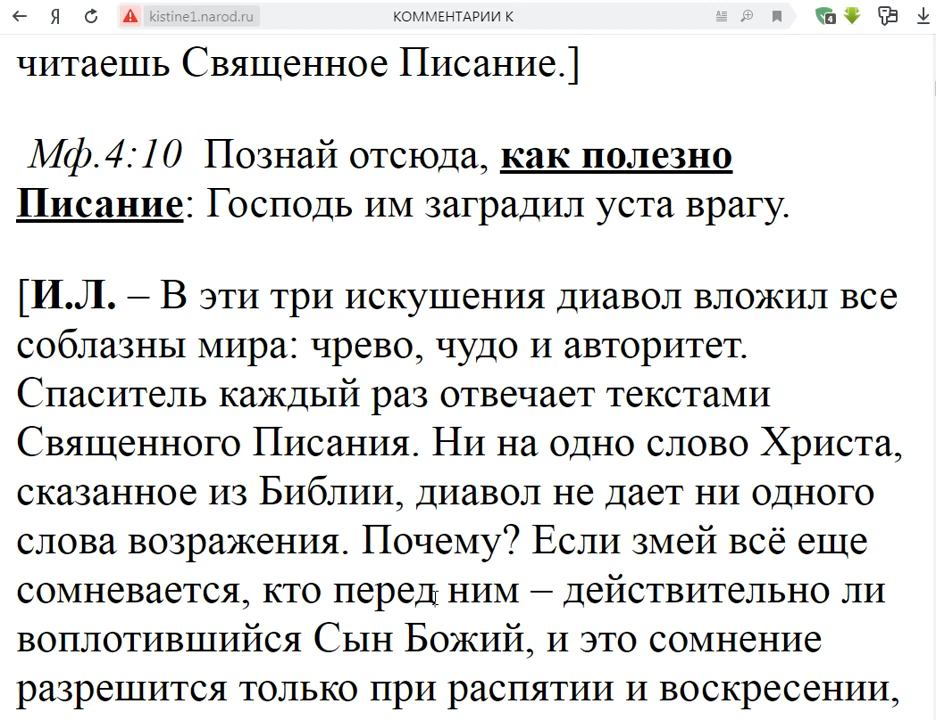 kistine1.narod.ru КОММЕНТАРИИ К
читаешь Священное Писание.]
Мф.4:10 Познай отсюда, как полезно
Писание: Господь им заградил уста врагу.
[И.Л. – В эти три искушения диавол вложил все
соблазны мира: чрево, чудо и авторитет.
Спаситель каждый раз отвечает текстами
Священного Писания. Ни на одно слово Христа,
сказанное из Библии, диавол не дает ни одного
слова возражения. Почему? Если змей всё еще
сомневается, кто перед ним – действительно ли
воплотившийся Сын Божий, и это сомнение
разрешится только при распятии и воскресении,